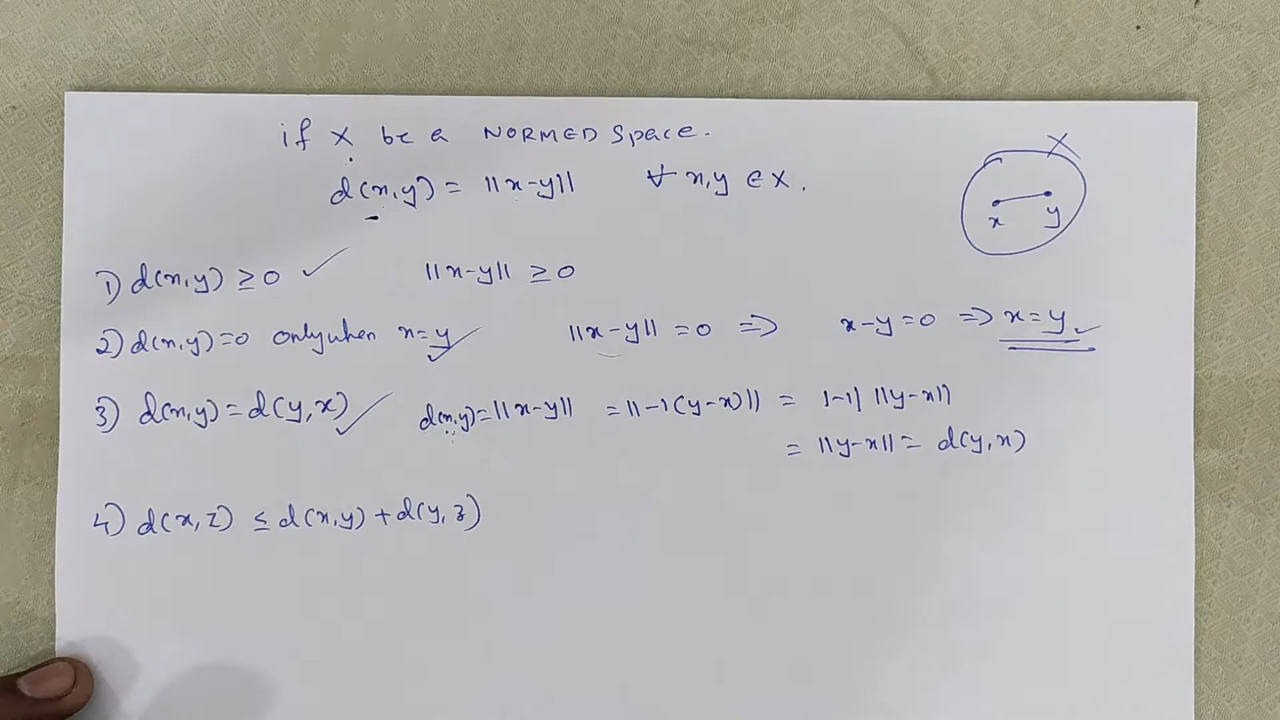 if X be a NORMED Space.
d(x,y) = ||x-y|| ∀ x,y ∈ X.
X
x y
1) d(x,y) ≥ 0 ✓ ||x-y|| ≥ 0
2) d(x,y)=0 only when x=y ✓ ||x-y|| = 0 => x-y=0 => x=y ✓
3) d(x,y) = d(y,x) ✓ d(x,y)=||x-y|| = ||-1(y-x)|| = |-1| ||y-x||
= ||y-x|| = d(y,x)
4) d(x,z) ≤ d(x,y) + d(y,z)